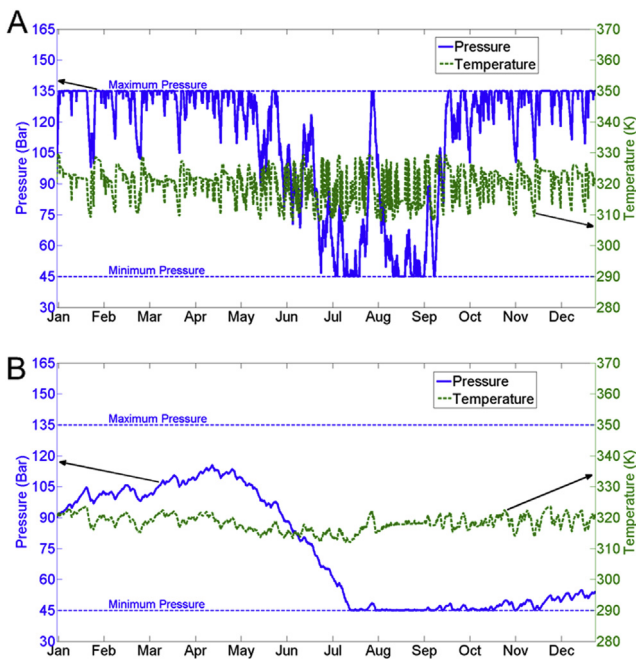 A
165
150
135
120
105
90
75
60
45
30
Pressure (Bar)
Maximum Pressure
Minimum Pressure
Pressure
Temperature
370
360
350
340
330
320
310
300
290
280
Temperature (K)
Jan Feb Mar Apr May Jun Jul Aug Sep Oct Nov Dec
B
165
150
135
120
105
90
75
60
45
30
Pressure (Bar)
Maximum Pressure
Minimum Pressure
Pressure
Temperature
370
360
350
340
330
320
310
300
290
280
Temperature (K)
Jan Feb Mar Apr May Jun Jul Aug Sep Oct Nov Dec